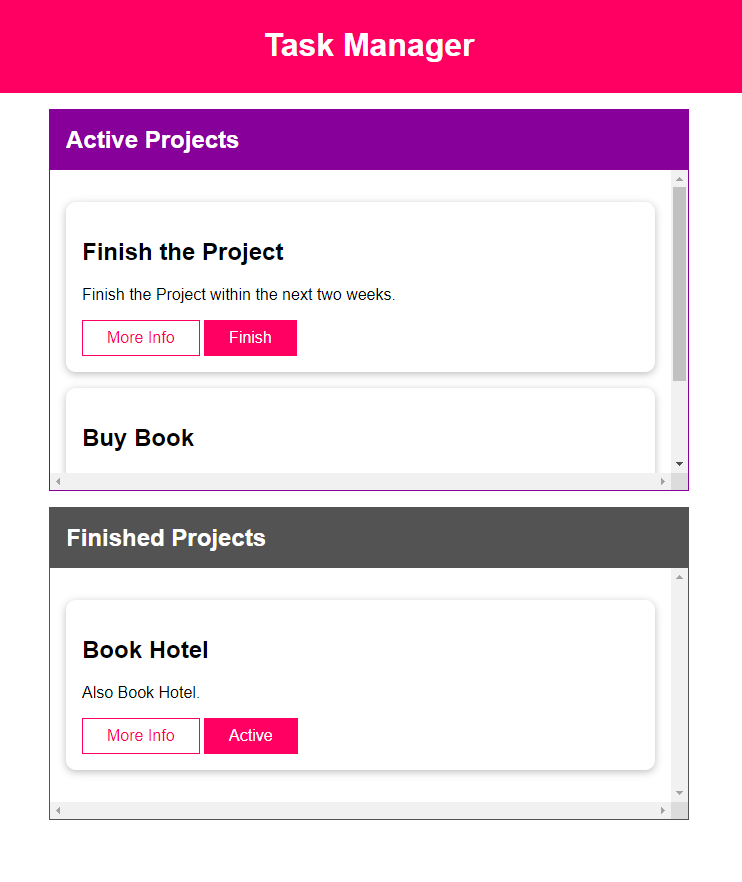 Task Manager
Active Projects
Finish the Project
Finish the Project within the next two weeks.
More Info Finish
Buy Book
Finished Projects
Book Hotel
Also Book Hotel.
More Info Active